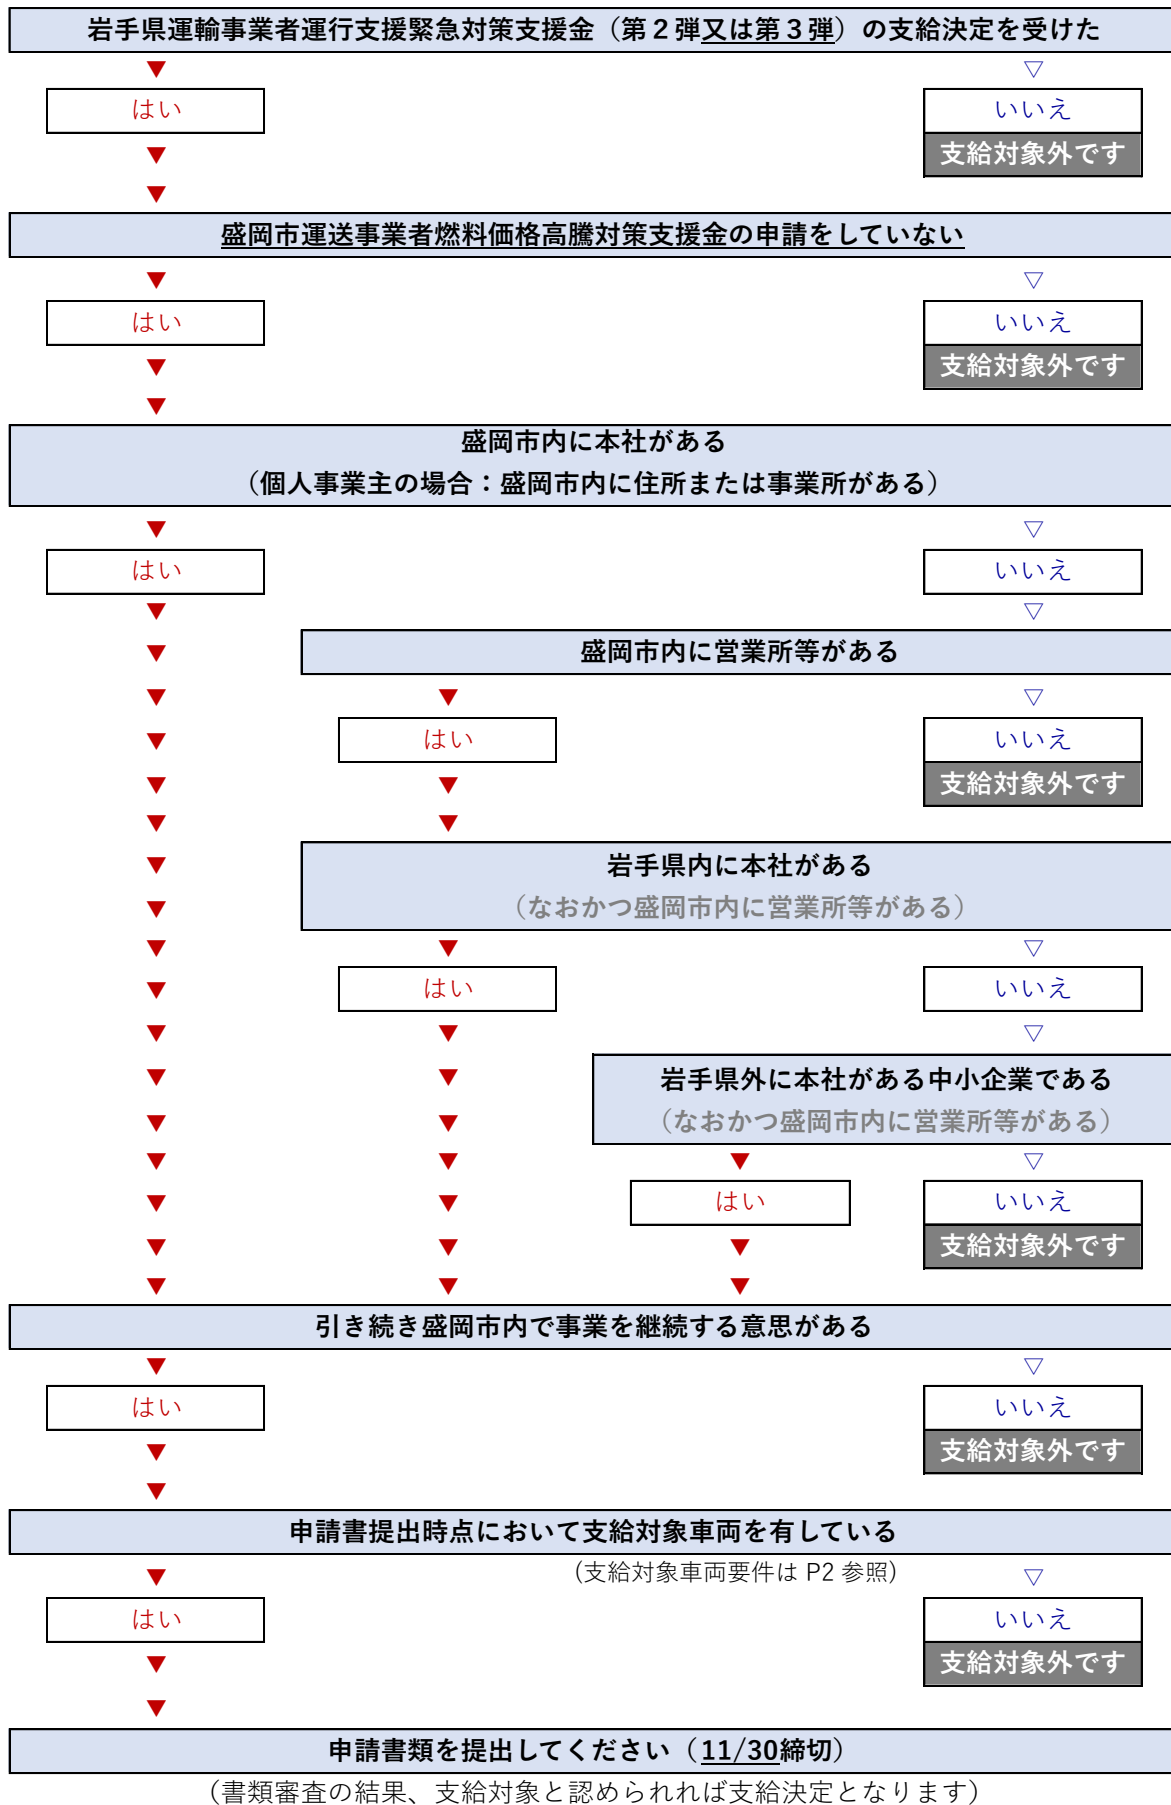 岩手県運輸事業者運行支援緊急対策支援金（第２弾又は第３弾）の支給決定を受けた
▼ ▽
はい いいえ
▼ 支給対象外です
▼
盛岡市運送事業者燃料価格高騰対策支援金の申請をしていない
▼ ▽
はい いいえ
▼ 支給対象外です
▼
盛岡市内に本社がある
（個人事業主の場合：盛岡市内に住所または事業所がある）
▼ ▽
はい いいえ
▼ ▽
▼ 盛岡市内に営業所等がある
▼ ▼ ▽
▼ はい いいえ
▼ ▼ 支給対象外です
▼ ▼
▼ 岩手県内に本社がある
▼ （なおかつ盛岡市内に営業所等がある）
▼ ▼ ▽
▼ はい いいえ
▼ ▼ ▽
▼ ▼ 岩手県外に本社がある中小企業である
▼ ▼ （なおかつ盛岡市内に営業所等がある）
▼ ▼ ▼ ▽
▼ ▼ はい いいえ
▼ ▼ ▼ 支給対象外です
▼ ▼ ▼
引き続き盛岡市内で事業を継続する意思がある
▼ ▽
はい いいえ
▼ 支給対象外です
▼
申請書提出時点において支給対象車両を有している
▼ （支給対象車両要件は P2 参照） ▽
はい いいえ
▼ 支給対象外です
▼
申請書類を提出してください（11/30締切）
（書類審査の結果、支給対象と認められれば支給決定となります）